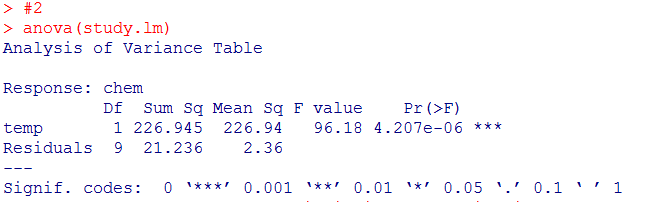 > #2
> anova(study.lm)
Analysis of Variance Table

Response: chem
          Df  Sum Sq Mean Sq F value    Pr(>F)
temp       1 226.945  226.94   96.18 4.207e-06 ***
Residuals  9  21.236    2.36
---
Signif. codes:  0 ‘***’ 0.001 ‘**’ 0.01 ‘*’ 0.05 ‘.’ 0.1 ‘ ’ 1